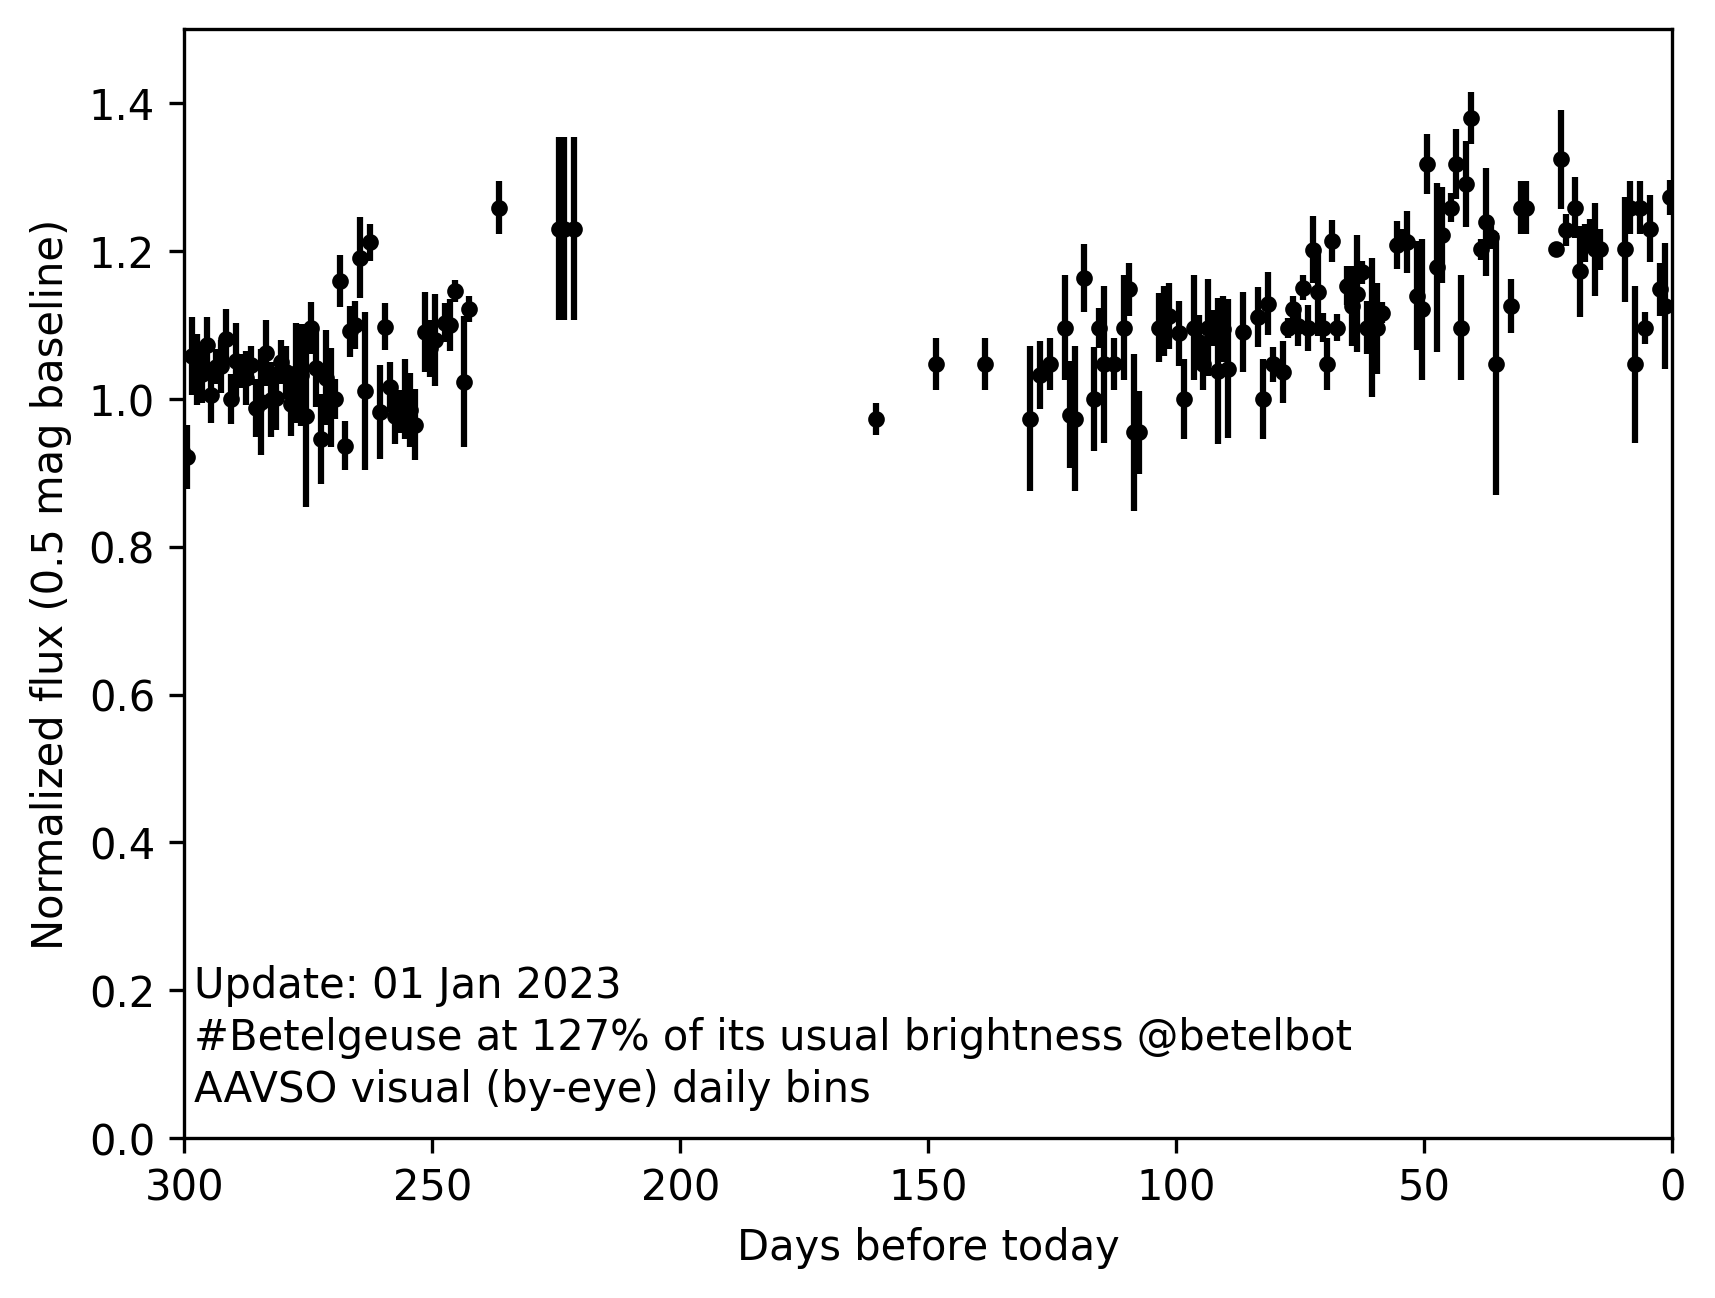 1.4
1.2
1.0
0.8
0.6
0.4
0.2
0.0
Normalized flux (0.5 mag baseline)
Update: 01 Jan 2023
#Betelgeuse at 127% of its usual brightness @betelbot
AAVSO visual (by-eye) daily bins
300 250 200 150 100 50 0
Days before today